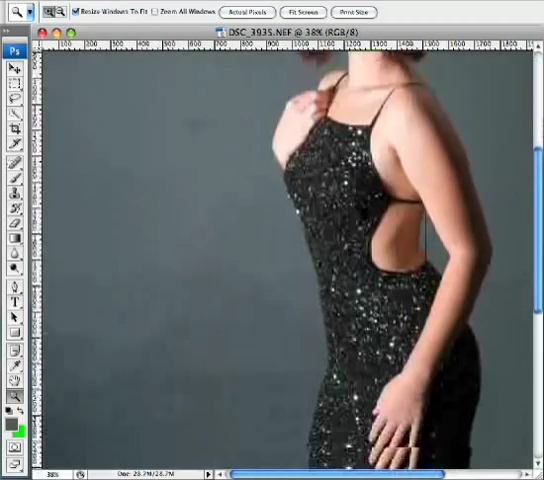 Resize Windows To Fit Zoom All Windows Actual Pixels Fit Screen Print Size
DSC_3935.NEF @ 38% (RGB/8)
Ps
T
38% Doc: 28.7M/28.7M